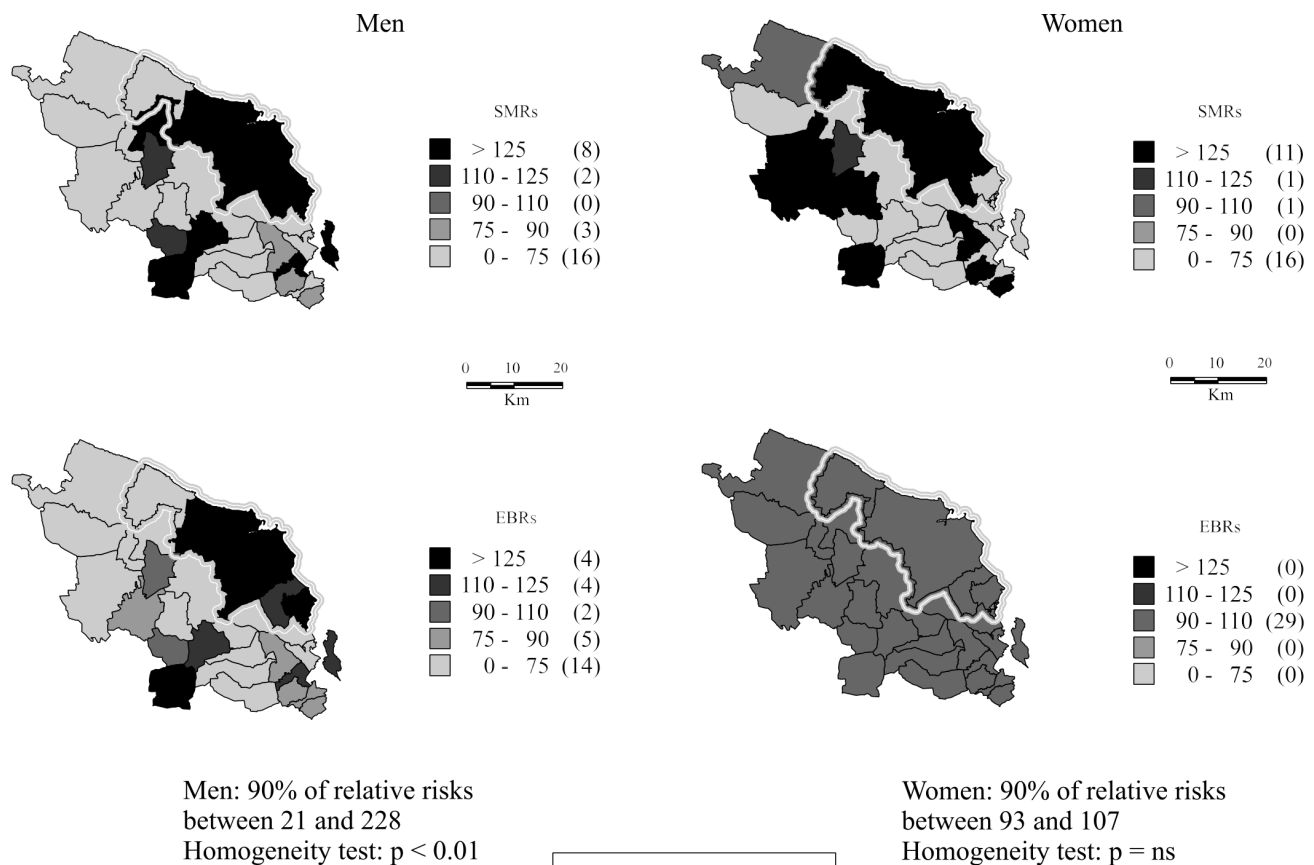 Men
SMRs
> 125 (8)
110 - 125 (2)
90 - 110 (0)
75 - 90 (3)
0 - 75 (16)
0 10 20
Km
Women
SMRs
> 125 (11)
110 - 125 (1)
90 - 110 (1)
75 - 90 (0)
0 - 75 (16)
0 10 20
Km
EBRs
> 125 (4)
110 - 125 (4)
90 - 110 (2)
75 - 90 (5)
0 - 75 (14)
EBRs
> 125 (0)
110 - 125 (0)
90 - 110 (29)
75 - 90 (0)
0 - 75 (0)
Men: 90% of relative risks
between 21 and 228
Homogeneity test: p < 0.01
Women: 90% of relative risks
between 93 and 107
Homogeneity test: p = ns